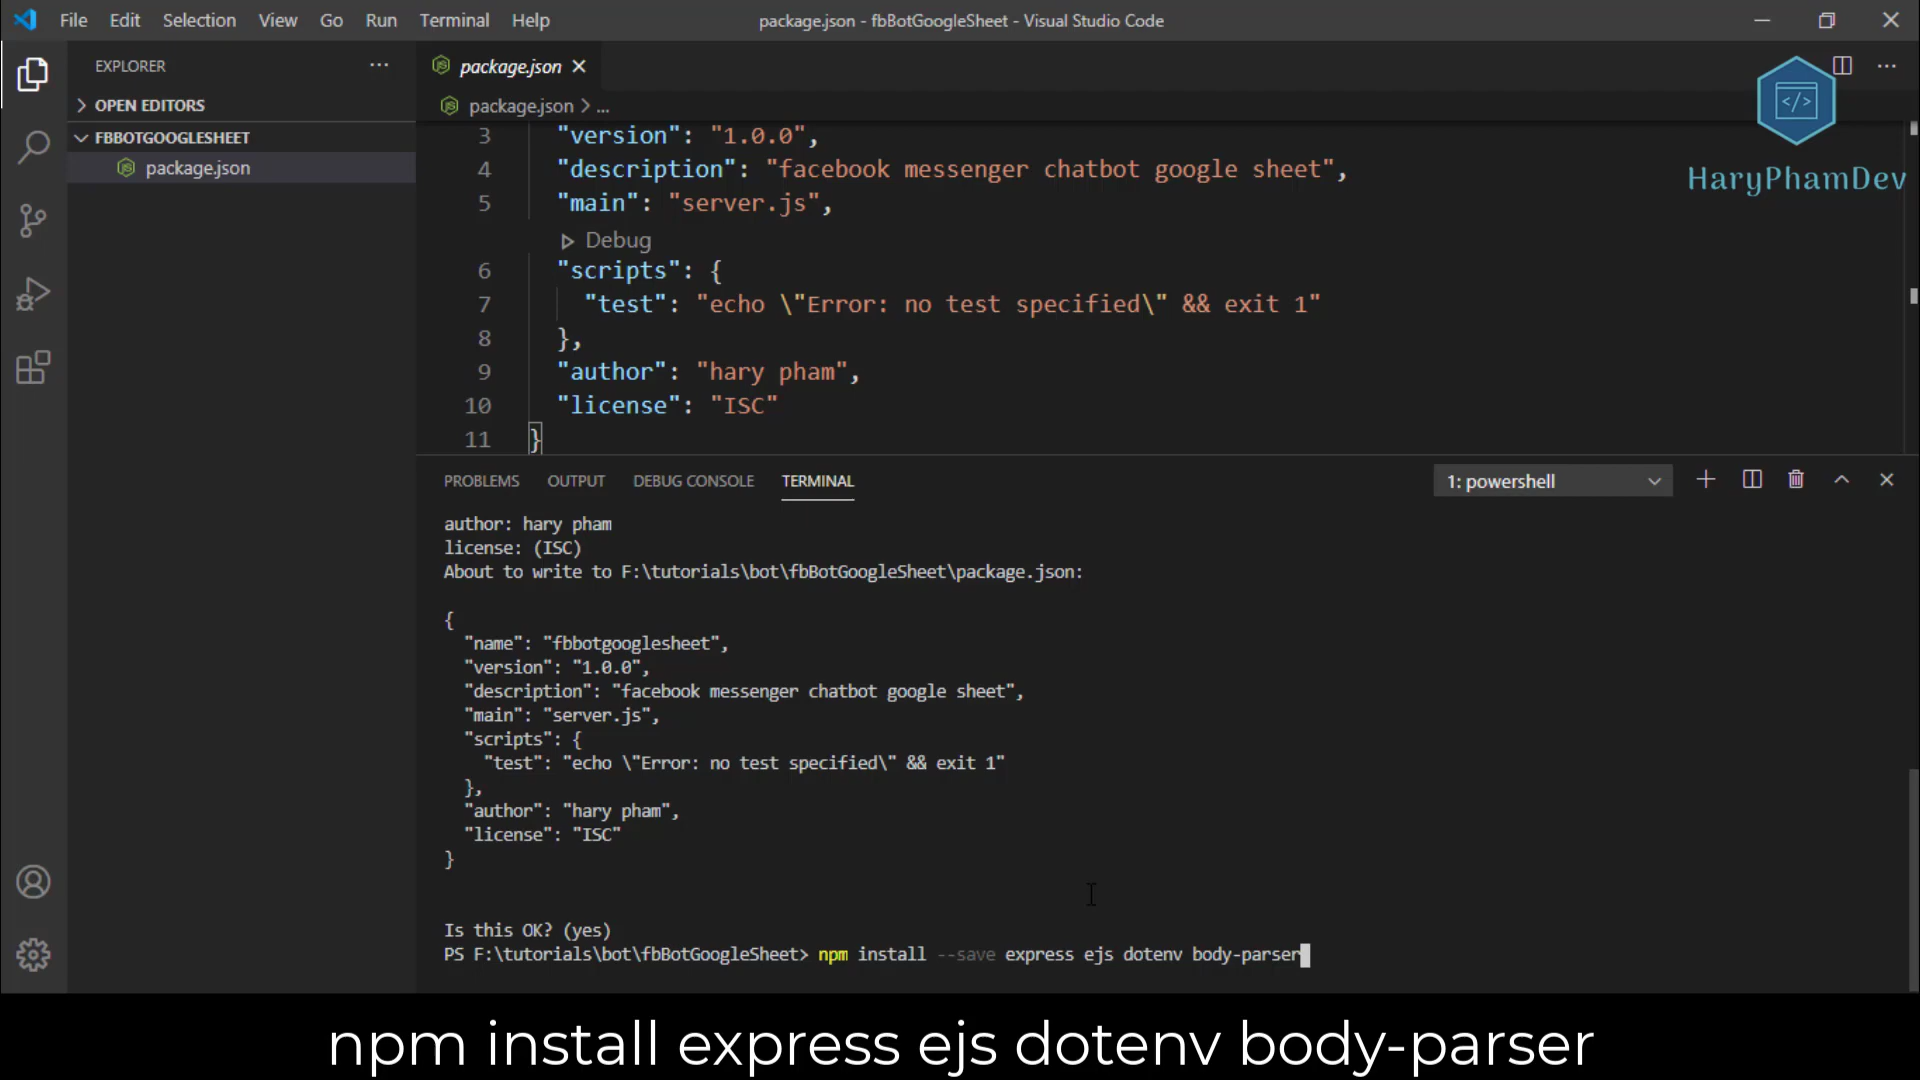 File Edit Selection View Go Run Terminal Help
package.json - fbBotGoogleSheet - Visual Studio Code
EXPLORER
OPEN EDITORS
FBBOTGOOGLESHEET
package.json
package.json
package.json > ...
</>
HaryPhamDev
3 "version": "1.0.0",
4 "description": "facebook messenger chatbot google sheet",
5 "main": "server.js",
Debug
6 "scripts": {
7 "test": "echo \"Error: no test specified\" && exit 1"
8 },
9 "author": "hary pham",
10 "license": "ISC"
11 }
PROBLEMS OUTPUT DEBUG CONSOLE TERMINAL
1: powershell
author: hary pham
license: (ISC)
About to write to F:\tutorials\bot\fbBotGoogleSheet\package.json:
{
"name": "fbbotgooglesheet",
"version": "1.0.0",
"description": "facebook messenger chatbot google sheet",
"main": "server.js",
"scripts": {
"test": "echo \"Error: no test specified\" && exit 1"
},
"author": "hary pham",
"license": "ISC"
}
Is this OK? (yes)
PS F:\tutorials\bot\fbBotGoogleSheet> npm install --save express ejs dotenv body-parser
npm install express ejs dotenv body-parser